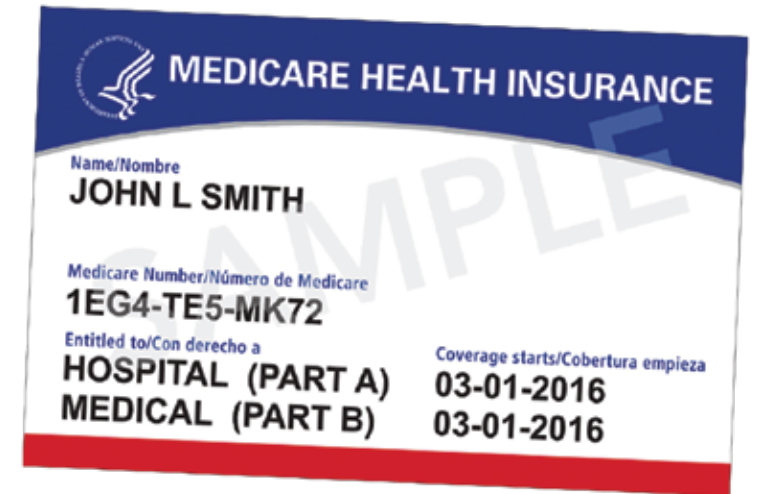 MEDICARE HEALTH INSURANCE
Name/Nombre
JOHN L SMITH
Medicare Number/Número de Medicare
1EG4-TE5-MK72
Entitled to/Con derecho a
HOSPITAL (PART A)
MEDICAL (PART B)
Coverage starts/Cobertura empieza
03-01-2016
03-01-2016
SAMPLE